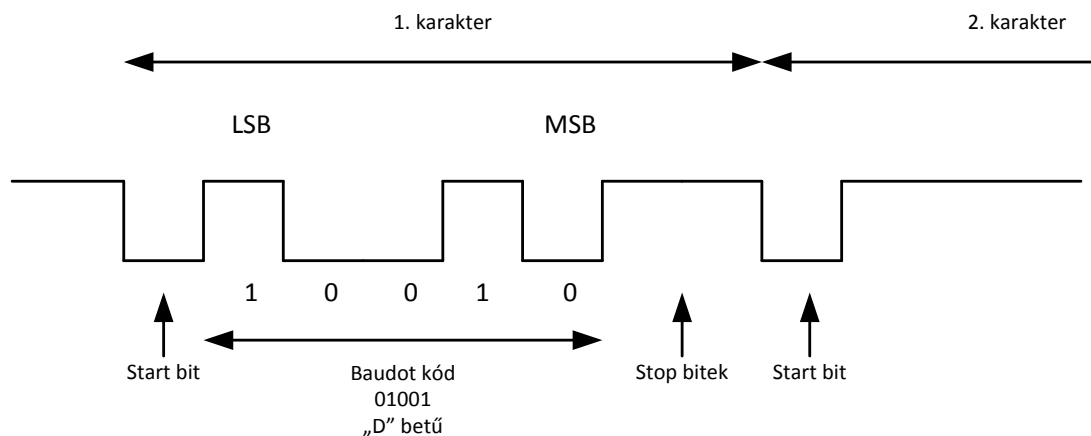 1. karakter
2. karakter
LSB
MSB
1 0 0 1 0
Start bit
Baudot kód
01001
„D” betű
Stop bitek
Start bit